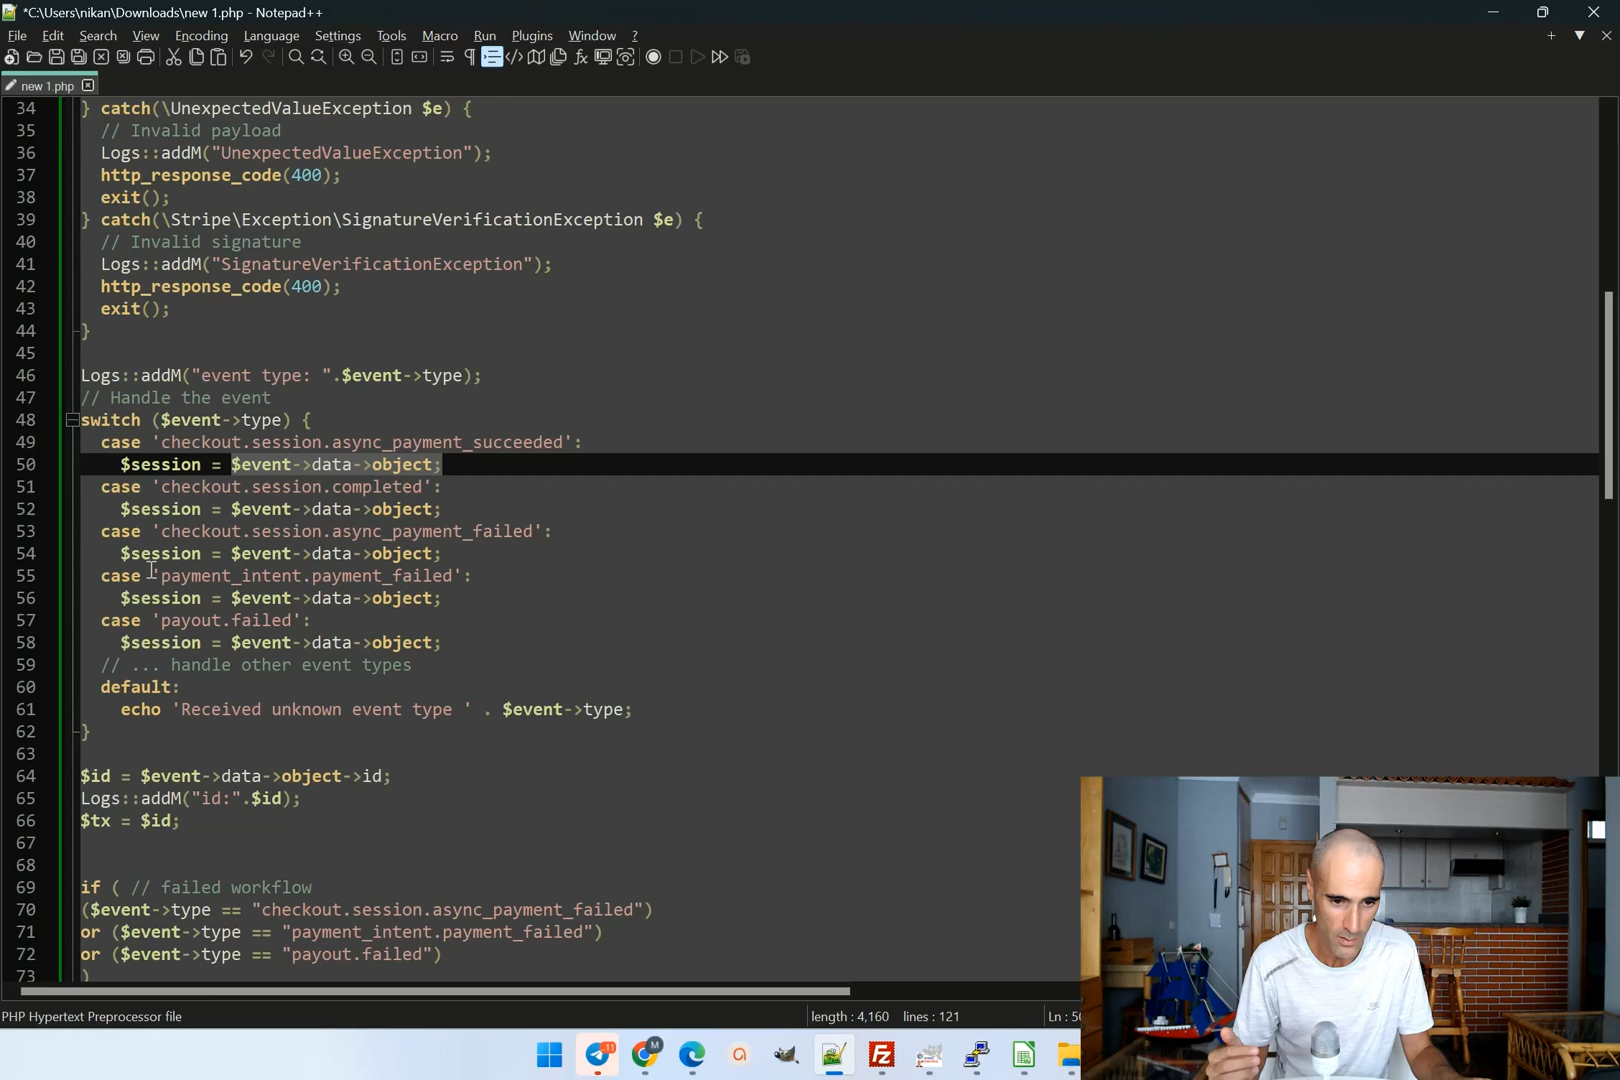 *C:\Users\nikan\Downloads\new 1.php - Notepad++
File Edit Search View Encoding Language Settings Tools Macro Run Plugins Window ?
new 1.php
34 } catch(\UnexpectedValueException $e) {
35 // Invalid payload
36 Logs::addM("UnexpectedValueException");
37 http_response_code(400);
38 exit();
39 } catch(\Stripe\Exception\SignatureVerificationException $e) {
40 // Invalid signature
41 Logs::addM("SignatureVerificationException");
42 http_response_code(400);
43 exit();
44 }
45
46 Logs::addM("event type: ".$event->type);
47 // Handle the event
48 switch ($event->type) {
49 case 'checkout.session.async_payment_succeeded':
50 $session = $event->data->object;
51 case 'checkout.session.completed':
52 $session = $event->data->object;
53 case 'checkout.session.async_payment_failed':
54 $session = $event->data->object;
55 case 'payment_intent.payment_failed':
56 $session = $event->data->object;
57 case 'payout.failed':
58 $session = $event->data->object;
59 // ... handle other event types
60 default:
61 echo 'Received unknown event type ' . $event->type;
62 }
63
64 $id = $event->data->object->id;
65 Logs::addM("id:".$id);
66 $tx = $id;
67
68
69 if ( // failed workflow
70 ($event->type == "checkout.session.async_payment_failed")
71 or ($event->type == "payment_intent.payment_failed")
72 or ($event->type == "payout.failed")
73 )
PHP Hypertext Preprocessor file length : 4,160 lines : 121 Ln : 50
11
M